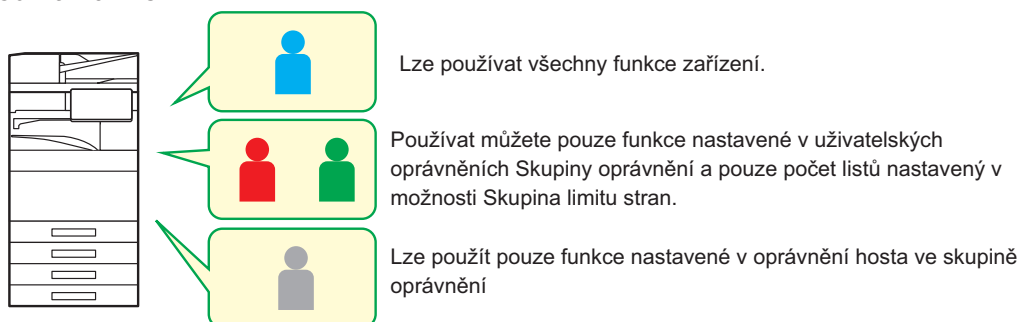 Lze používat všechny funkce zařízení.
Používat můžete pouze funkce nastavené v uživatelských
oprávněních Skupiny oprávnění a pouze počet listů nastavený v
možnosti Skupina limitu stran.
Lze použít pouze funkce nastavené v oprávnění hosta ve skupině
oprávnění